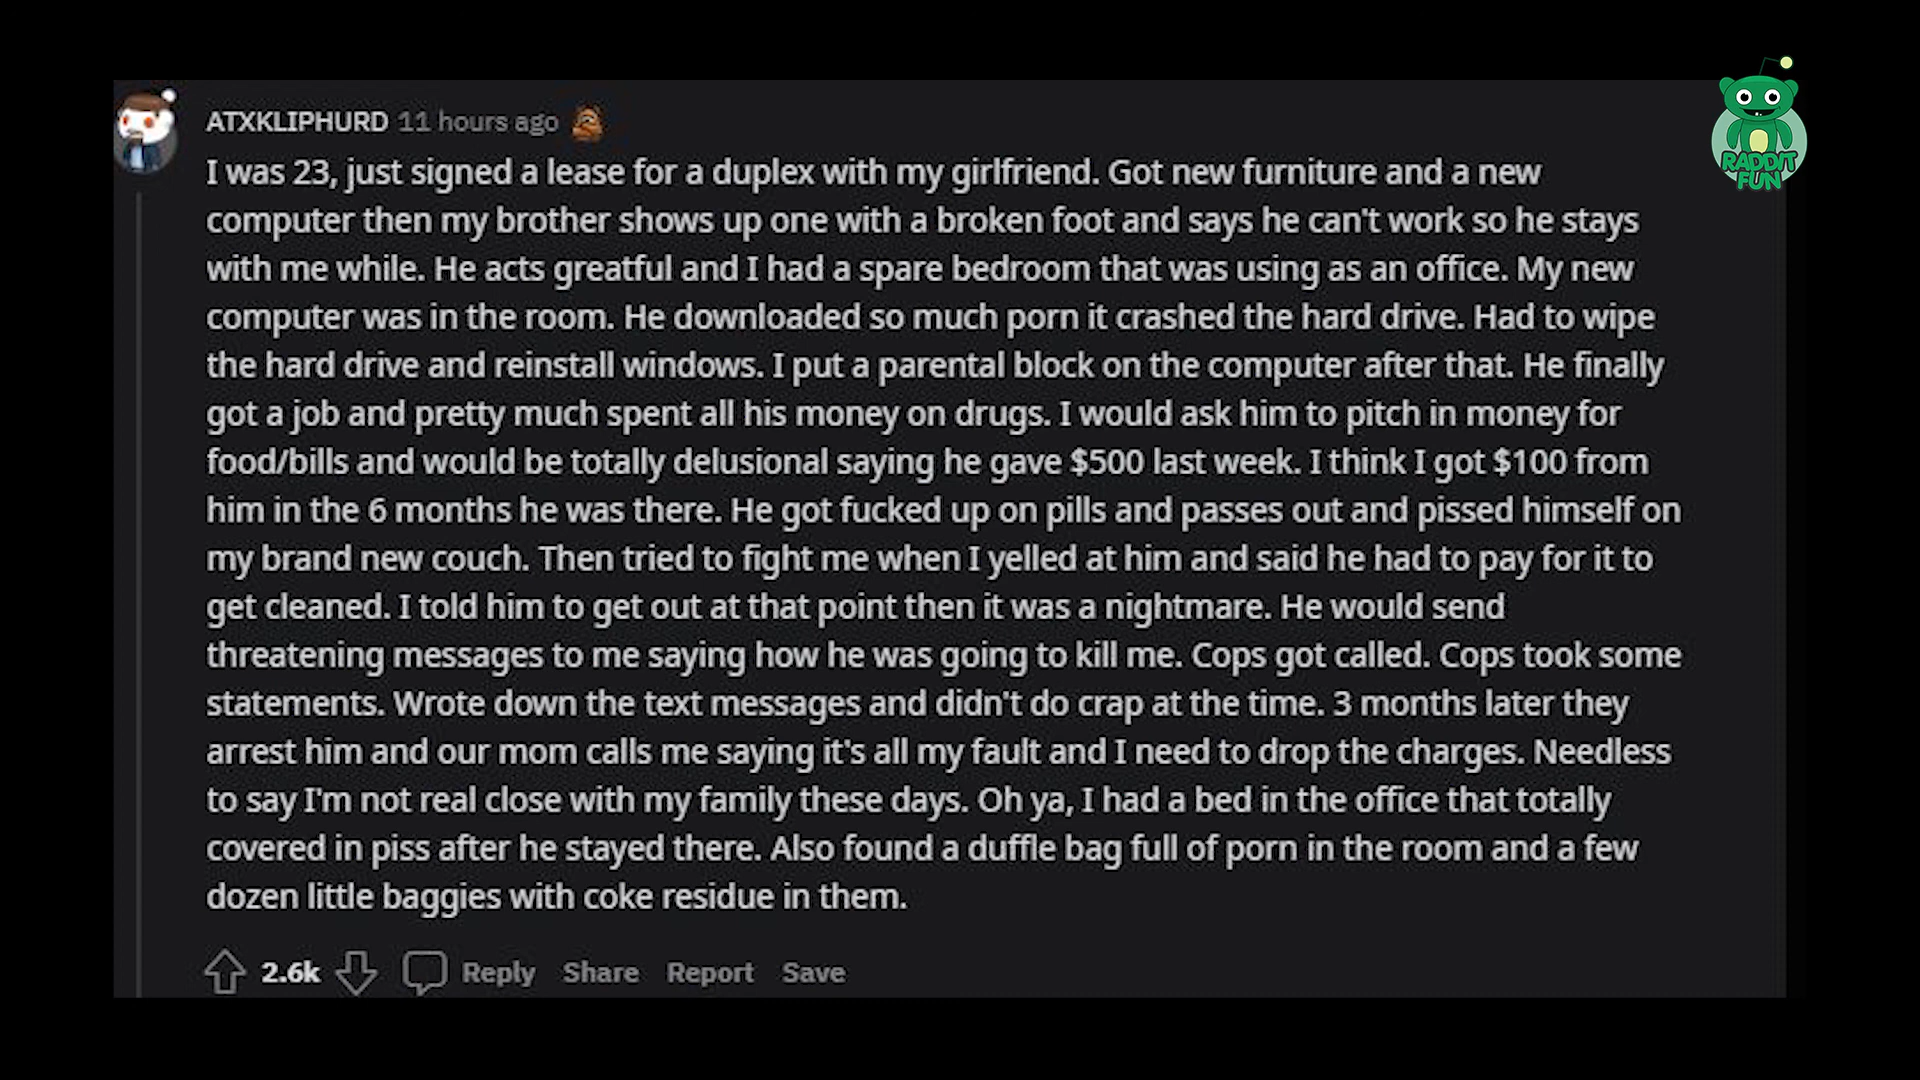 ATXKLIPHURD 11 hours ago
RADDIT
FUN
I was 23, just signed a lease for a duplex with my girlfriend. Got new furniture and a new
computer then my brother shows up one with a broken foot and says he can't work so he stays
with me while. He acts greatful and I had a spare bedroom that was using as an office. My new
computer was in the room. He downloaded so much porn it crashed the hard drive. Had to wipe
the hard drive and reinstall windows. I put a parental block on the computer after that. He finally
got a job and pretty much spent all his money on drugs. I would ask him to pitch in money for
food/bills and would be totally delusional saying he gave $500 last week. I think I got $100 from
him in the 6 months he was there. He got fucked up on pills and passes out and pissed himself on
my brand new couch. Then tried to fight me when I yelled at him and said he had to pay for it to
get cleaned. I told him to get out at that point then it was a nightmare. He would send
threatening messages to me saying how he was going to kill me. Cops got called. Cops took some
statements. Wrote down the text messages and didn't do crap at the time. 3 months later they
arrest him and our mom calls me saying it's all my fault and I need to drop the charges. Needless
to say I'm not real close with my family these days. Oh ya, I had a bed in the office that totally
covered in piss after he stayed there. Also found a duffle bag full of porn in the room and a few
dozen little baggies with coke residue in them.
2.6k Reply Share Report Save